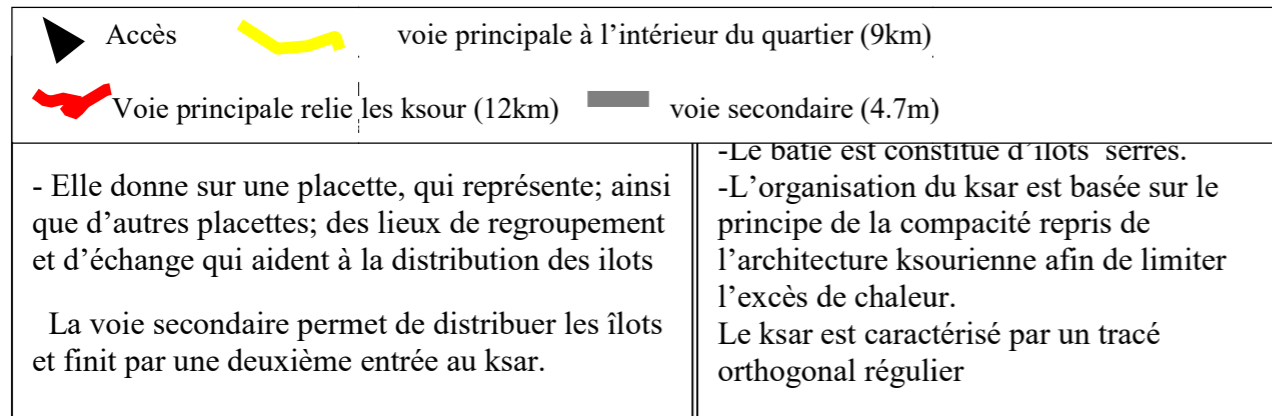 Accès voie principale à l’intérieur du quartier (9km)
Voie principale relie les ksour (12km) voie secondaire (4.7m)
- Elle donne sur une placette, qui représente; ainsi
que d’autres placettes; des lieux de regroupement
et d’échange qui aident à la distribution des ilots
La voie secondaire permet de distribuer les îlots
et finit par une deuxième entrée au ksar.
-Le batie est constitué d’ilots serrés.
-L’organisation du ksar est basée sur le
principe de la compacité repris de
l’architecture ksourienne afin de limiter
l’excès de chaleur.
Le ksar est caractérisé par un tracé
orthogonal régulier